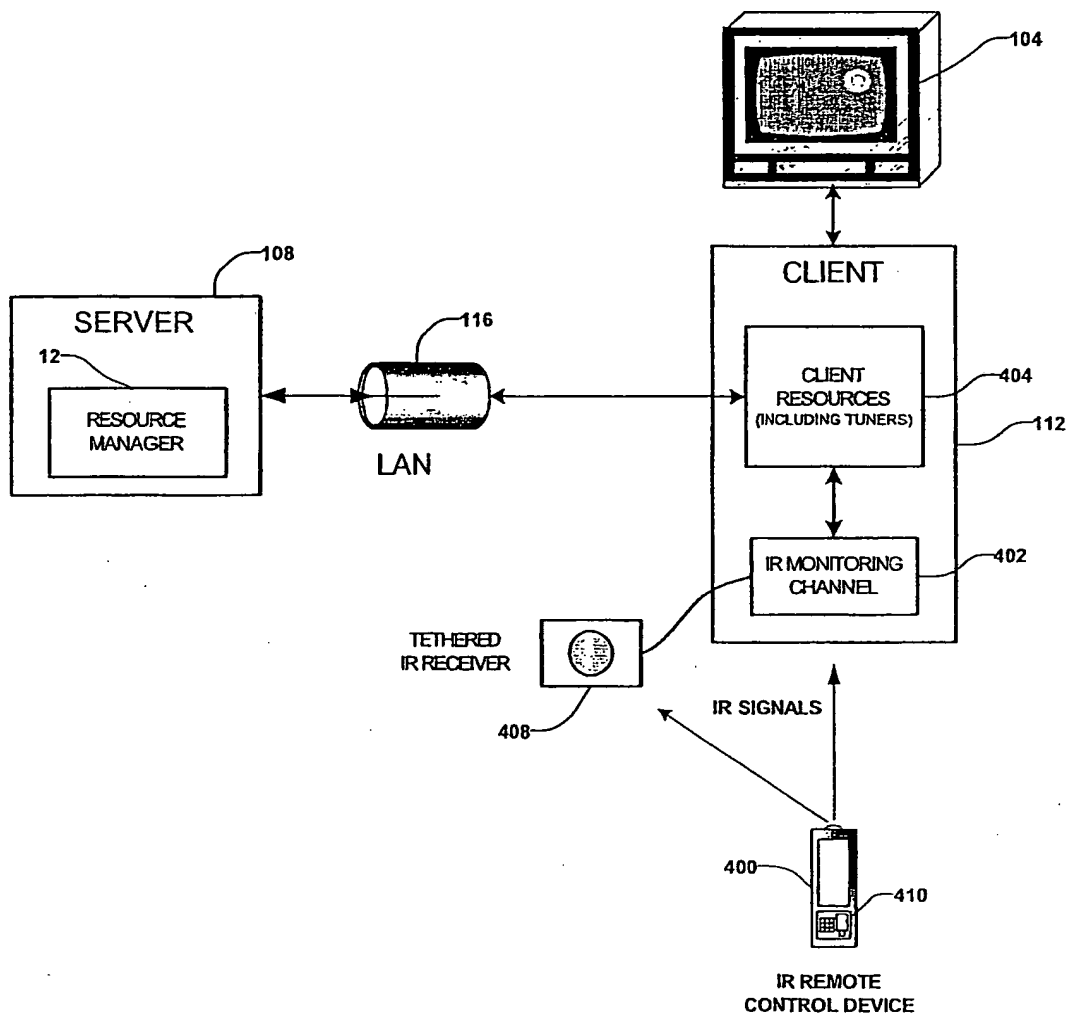 104
108
CLIENT
SERVER
116
12
CLIENT
RESOURCES
(INCLUDING TUNERS)
404
RESOURCE
MANAGER
112
LAN
IR MONITORING
CHANNEL
402
TETHERED
IR RECEIVER
IR SIGNALS
408
400
410
IR REMOTE
CONTROL DEVICE